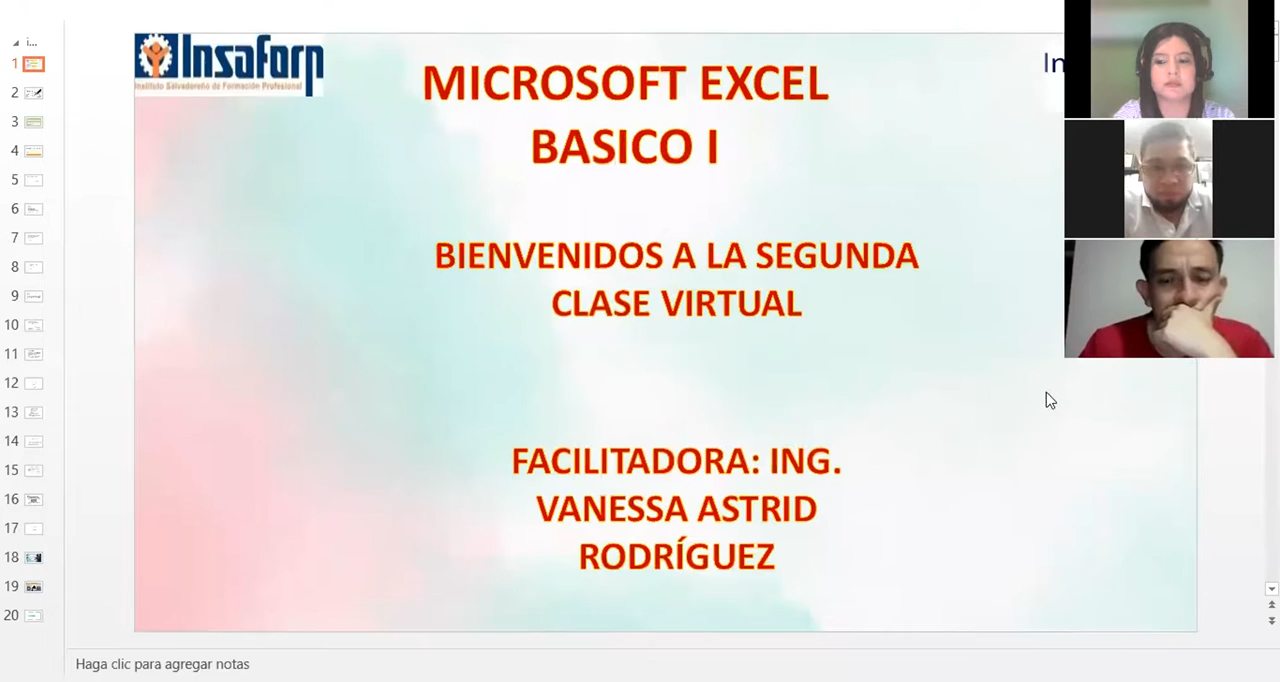 i...
1
2
3
4
5
6
7
8
9
10
11
12
13
14
15
16
17
18
19
20
Insaforp
Instituto Salvadoreño de Formación Profesional
In
MICROSOFT EXCEL
BASICO I
BIENVENIDOS A LA SEGUNDA
CLASE VIRTUAL
FACILITADORA: ING.
VANESSA ASTRID
RODRÍGUEZ
Haga clic para agregar notas